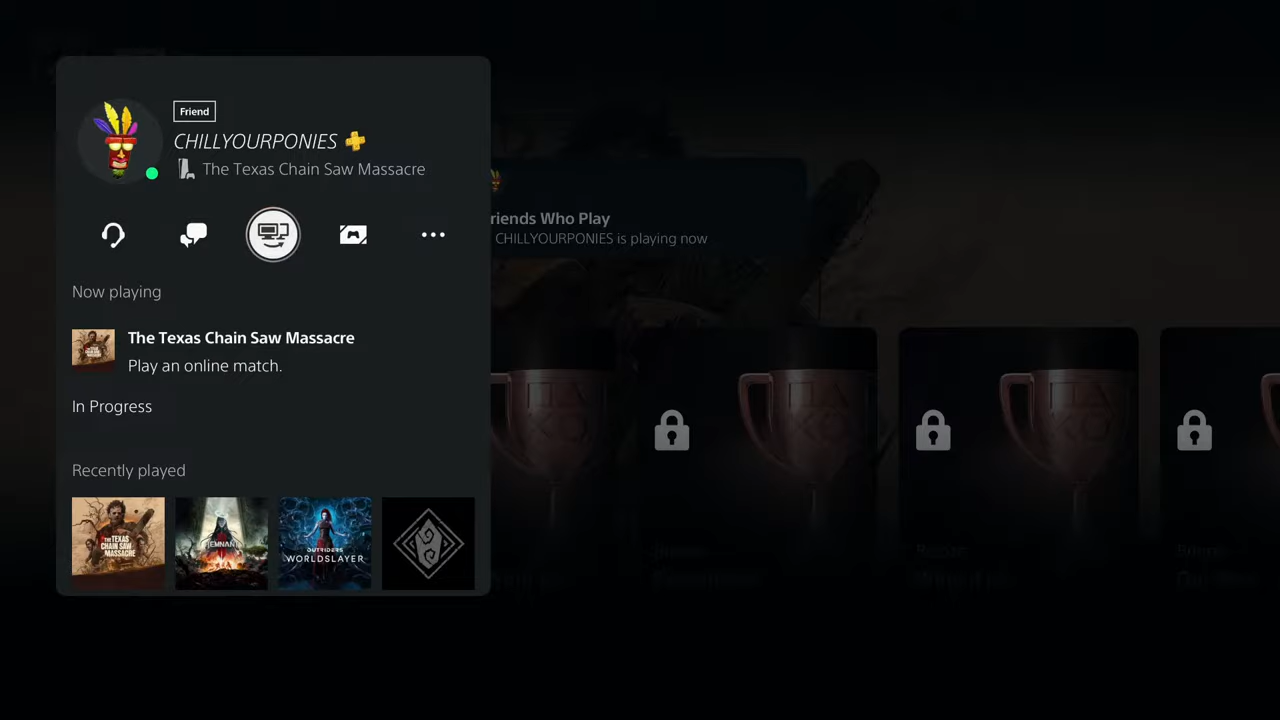 Friend
CHILLYOURPONIES
The Texas Chain Saw Massacre
riends Who Play
CHILLYOURPONIES is playing now
Now playing
The Texas Chain Saw Massacre
Play an online match.
In Progress
Recently played
THE TEXAS
CHAIN SAW
MASSACRE
REMNANT
OUTRIDERS
WORLDSLAYER